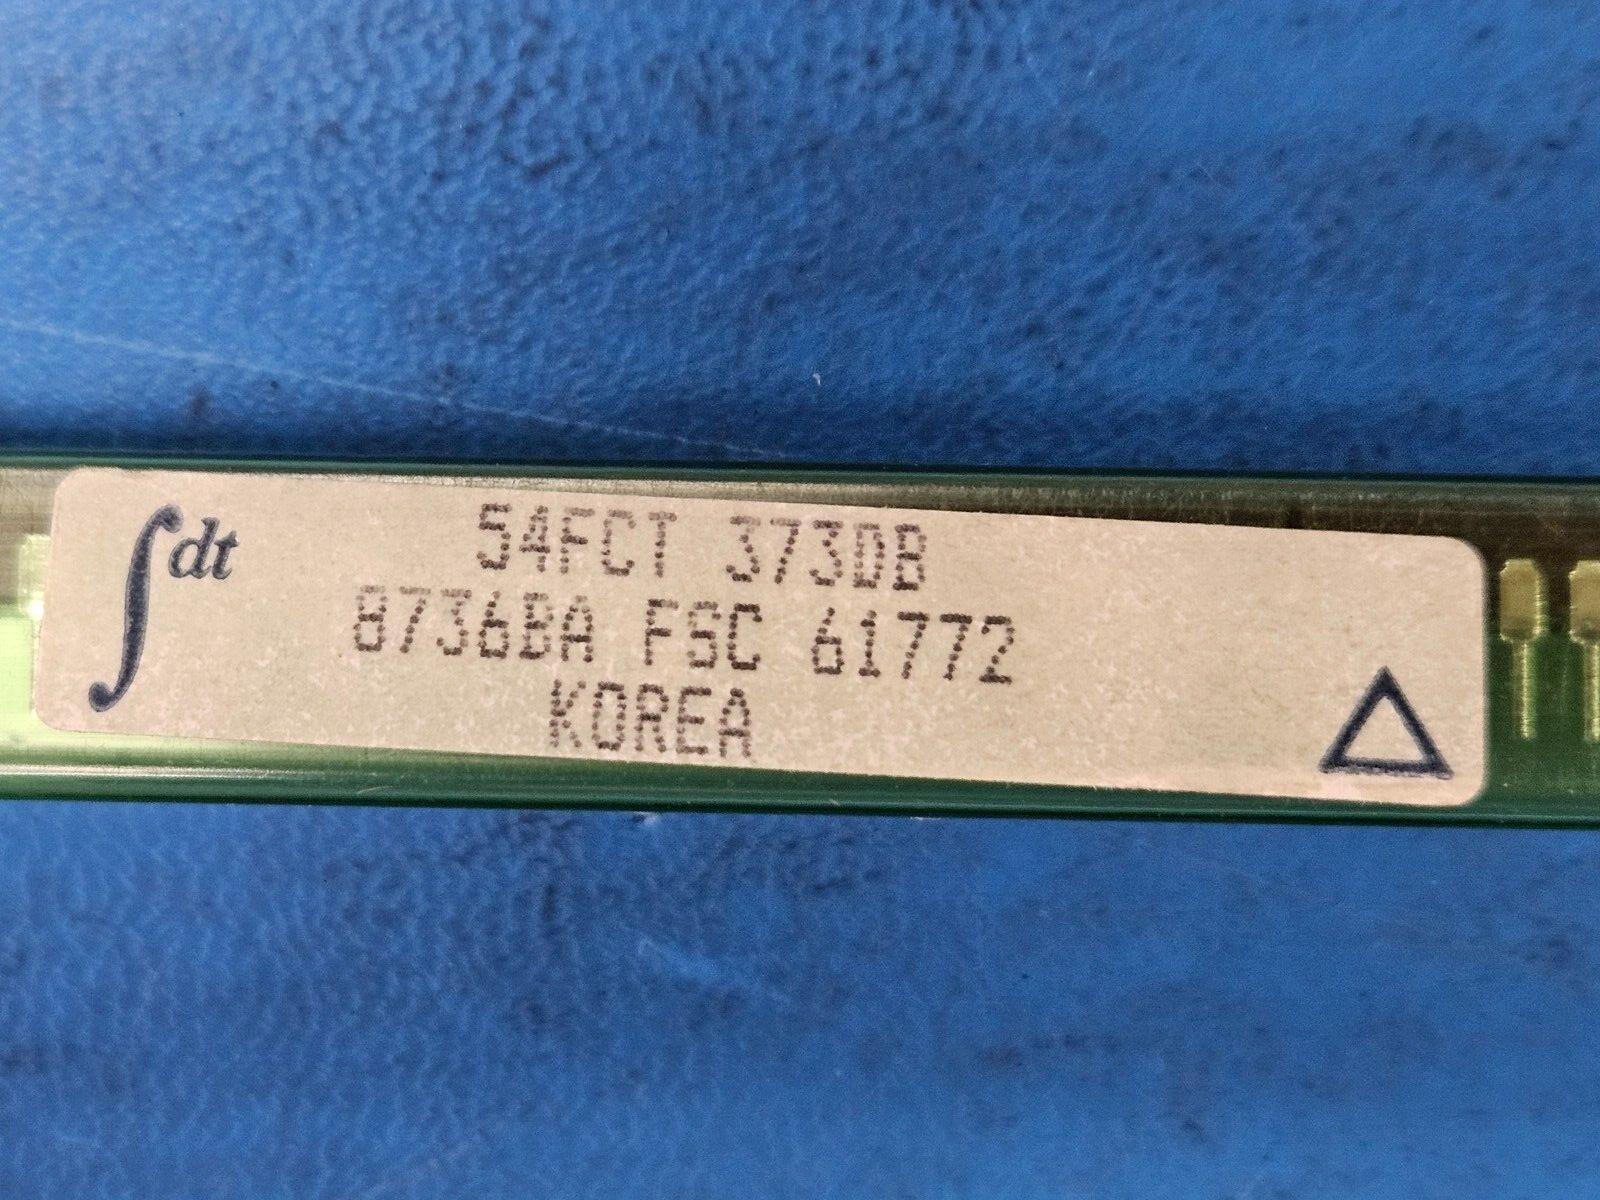 ∫dt
54FCT 373DB
8736BA FSC 61772
KOREA